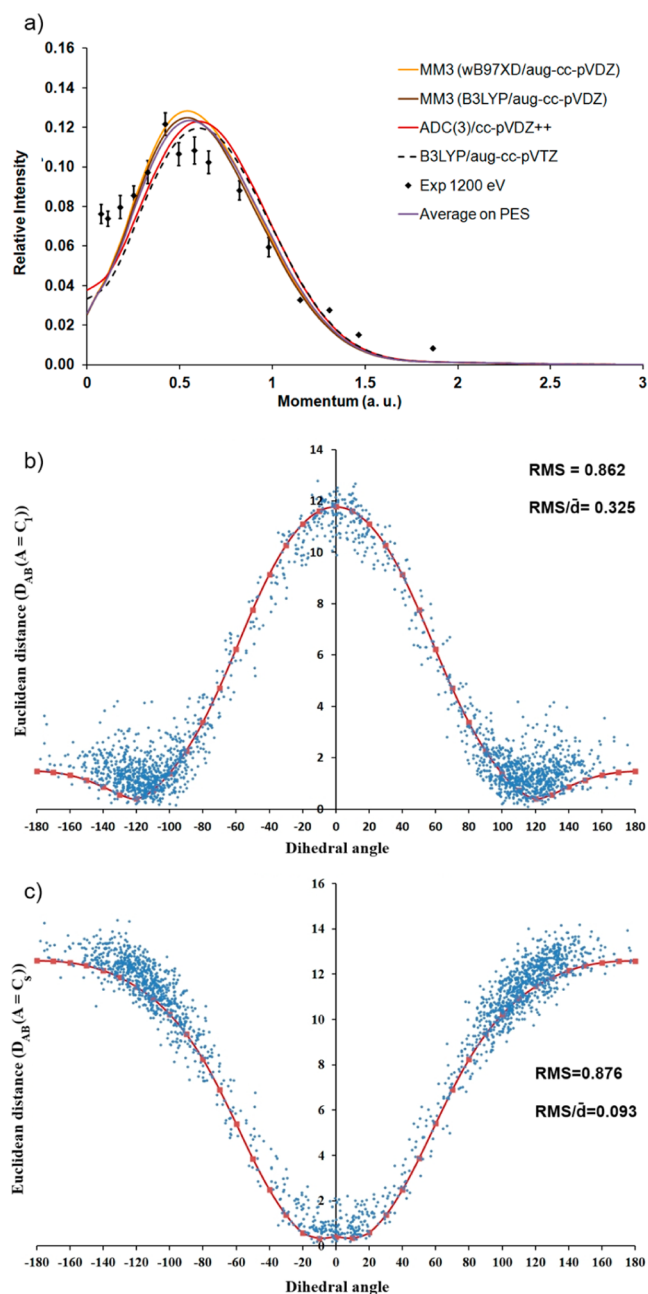 a)
0.16
0.14
0.12
0.10
0.08
0.06
0.04
0.02
0.00
Relative Intensity
MM3 (wB97XD/aug-cc-pVDZ)
MM3 (B3LYP/aug-cc-pVDZ)
ADC(3)/cc-pVDZ++
B3LYP/aug-cc-pVTZ
Exp 1200 eV
Average on PES
0 0.5 1 1.5 2 2.5 3
Momentum (a. u.)
b)
14
12
10
8
6
4
2
0
Euclidean distance (D_AB(A = C_1))
RMS = 0.862
RMS/d̄= 0.325
-180 -160 -140 -120 -100 -80 -60 -40 -20 0 20 40 60 80 100 120 140 160 180
Dihedral angle
c)
16
14
12
10
8
6
4
2
0
Euclidean distance (D_AB(A = C_s))
RMS=0.876
RMS/d̄=0.093
-180 -160 -140 -120 -100 -80 -60 -40 -20 0 20 40 60 80 100 120 140 160 180
Dihedral angle